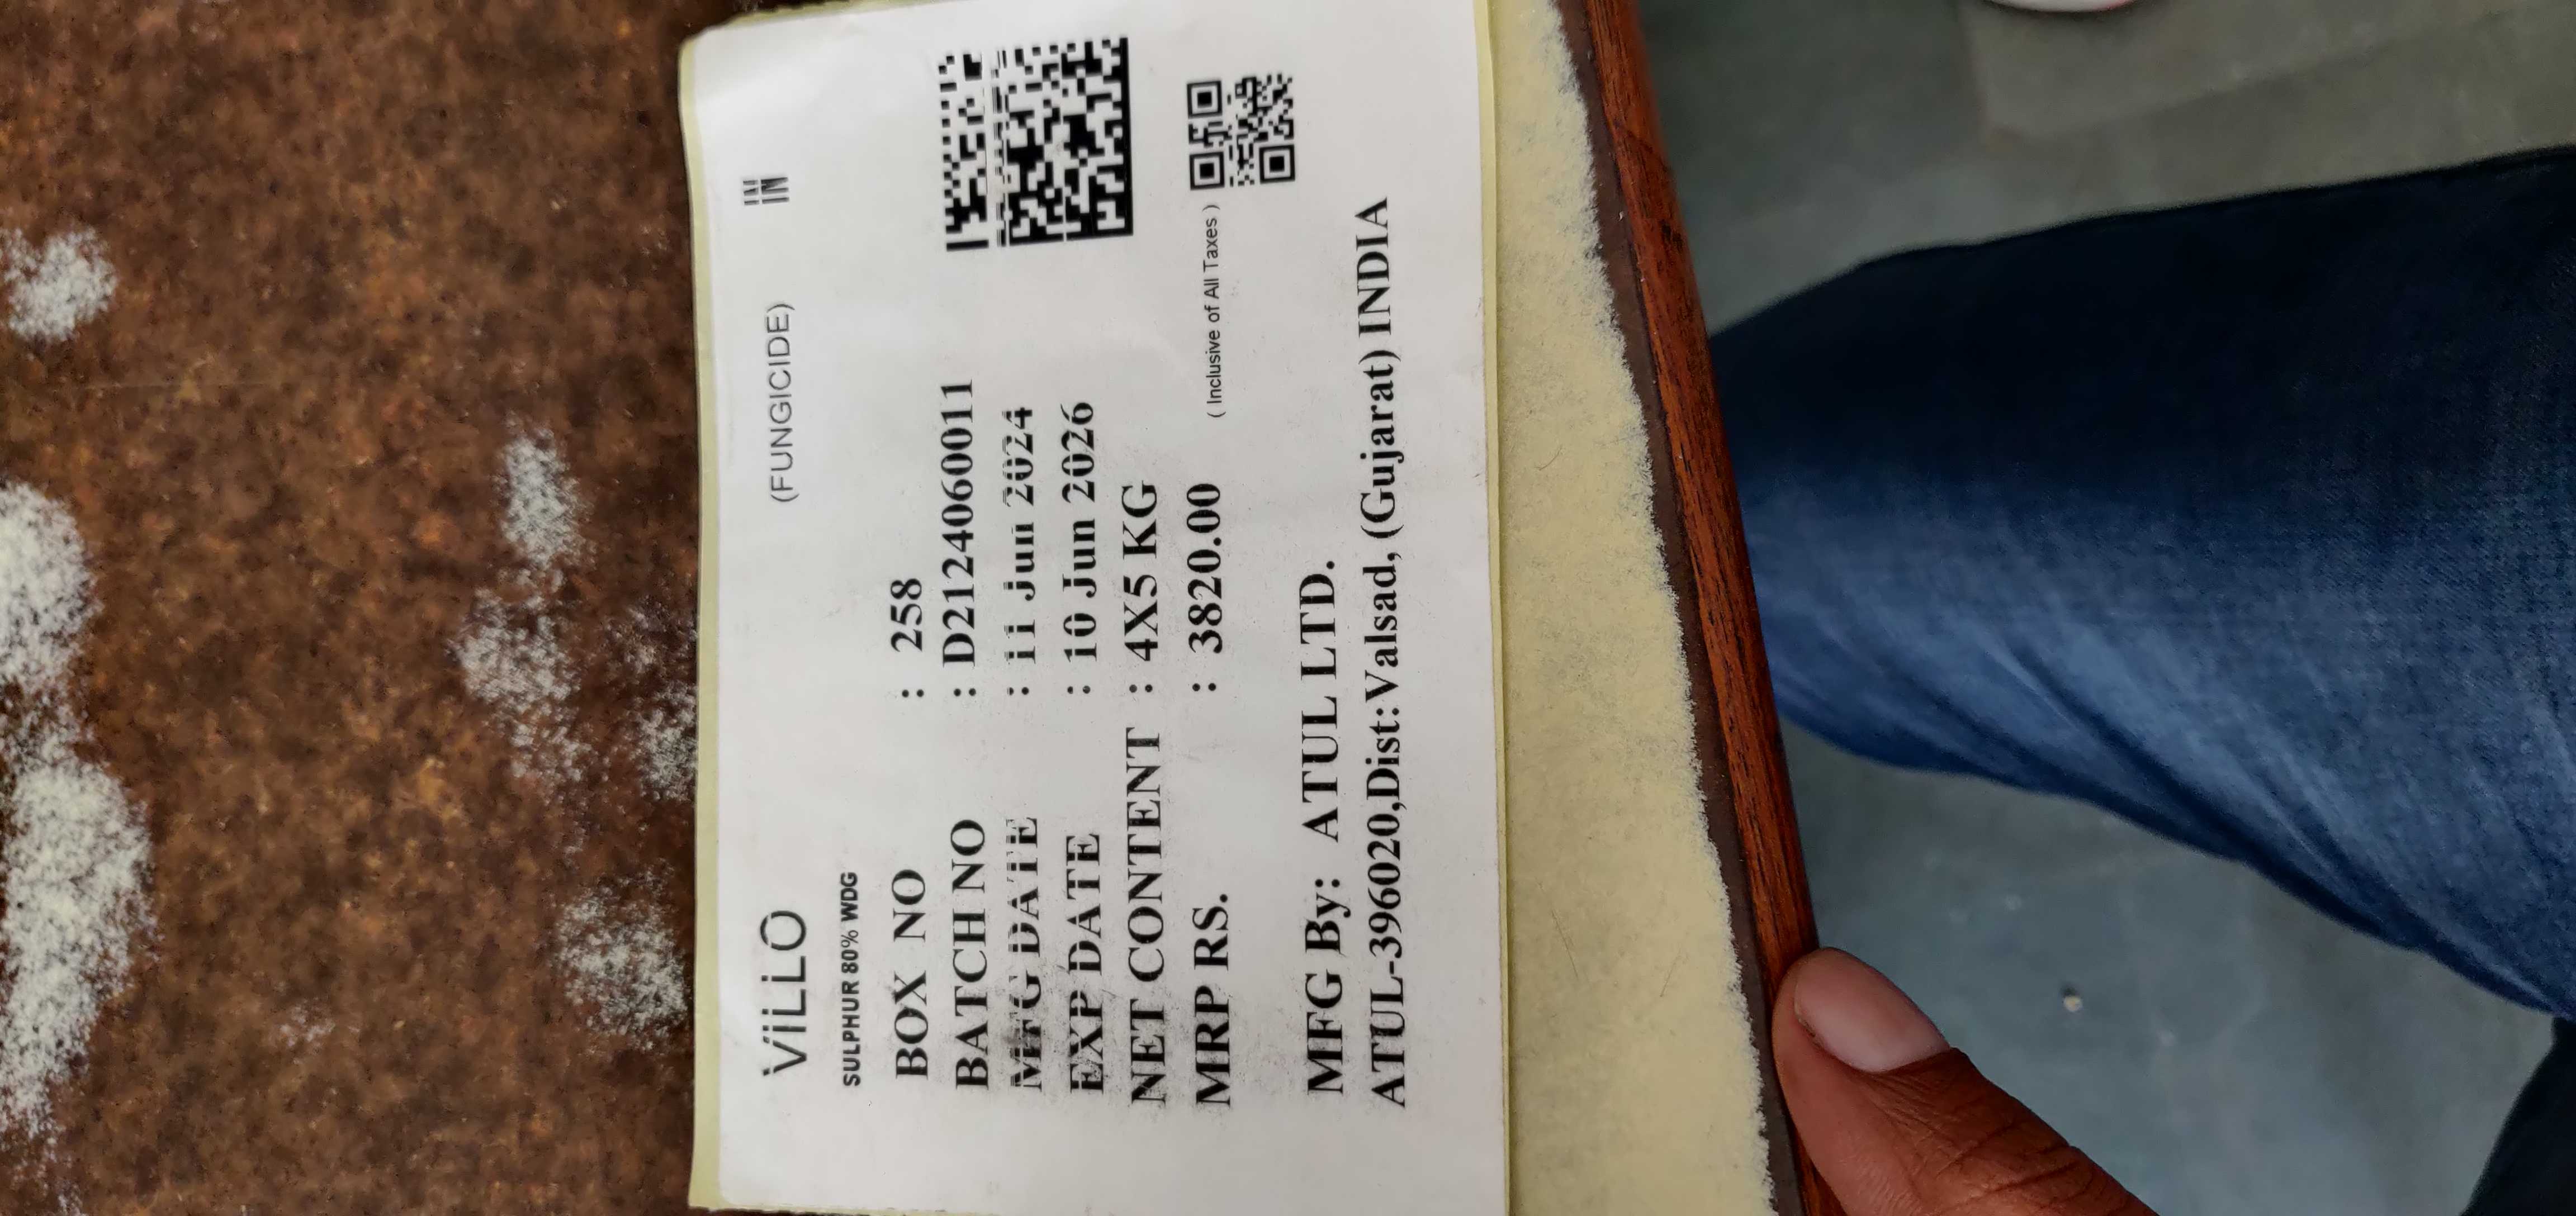 ViLLO (FUNGICIDE)
SULPHUR 80% WDG
BOX NO : 258
BATCH NO : D2124060011
MFG DATE : 11 Jun 2024
EXP DATE : 10 Jun 2026
NET CONTENT : 4X5 KG
MRP RS. : 3820.00 ( Inclusive of All Taxes )
MFG By: ATUL LTD.
ATUL-396020,Dist:Valsad, (Gujarat) INDIA